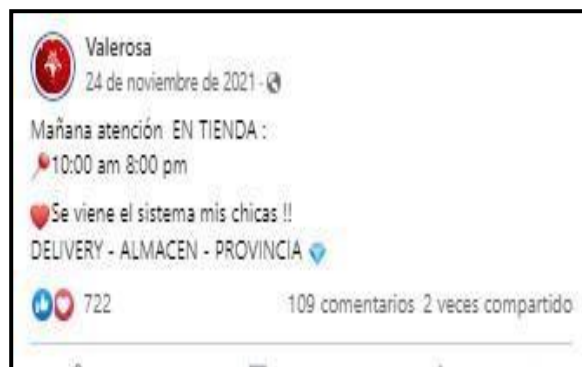 Valerosa
24 de noviembre de 2021 ·
Mañana atención EN TIENDA :
📍10:00 am 8:00 pm
❤️Se viene el sistema mis chicas !!
DELIVERY - ALMACEN - PROVINCIA 💎
722 109 comentarios 2 veces compartido